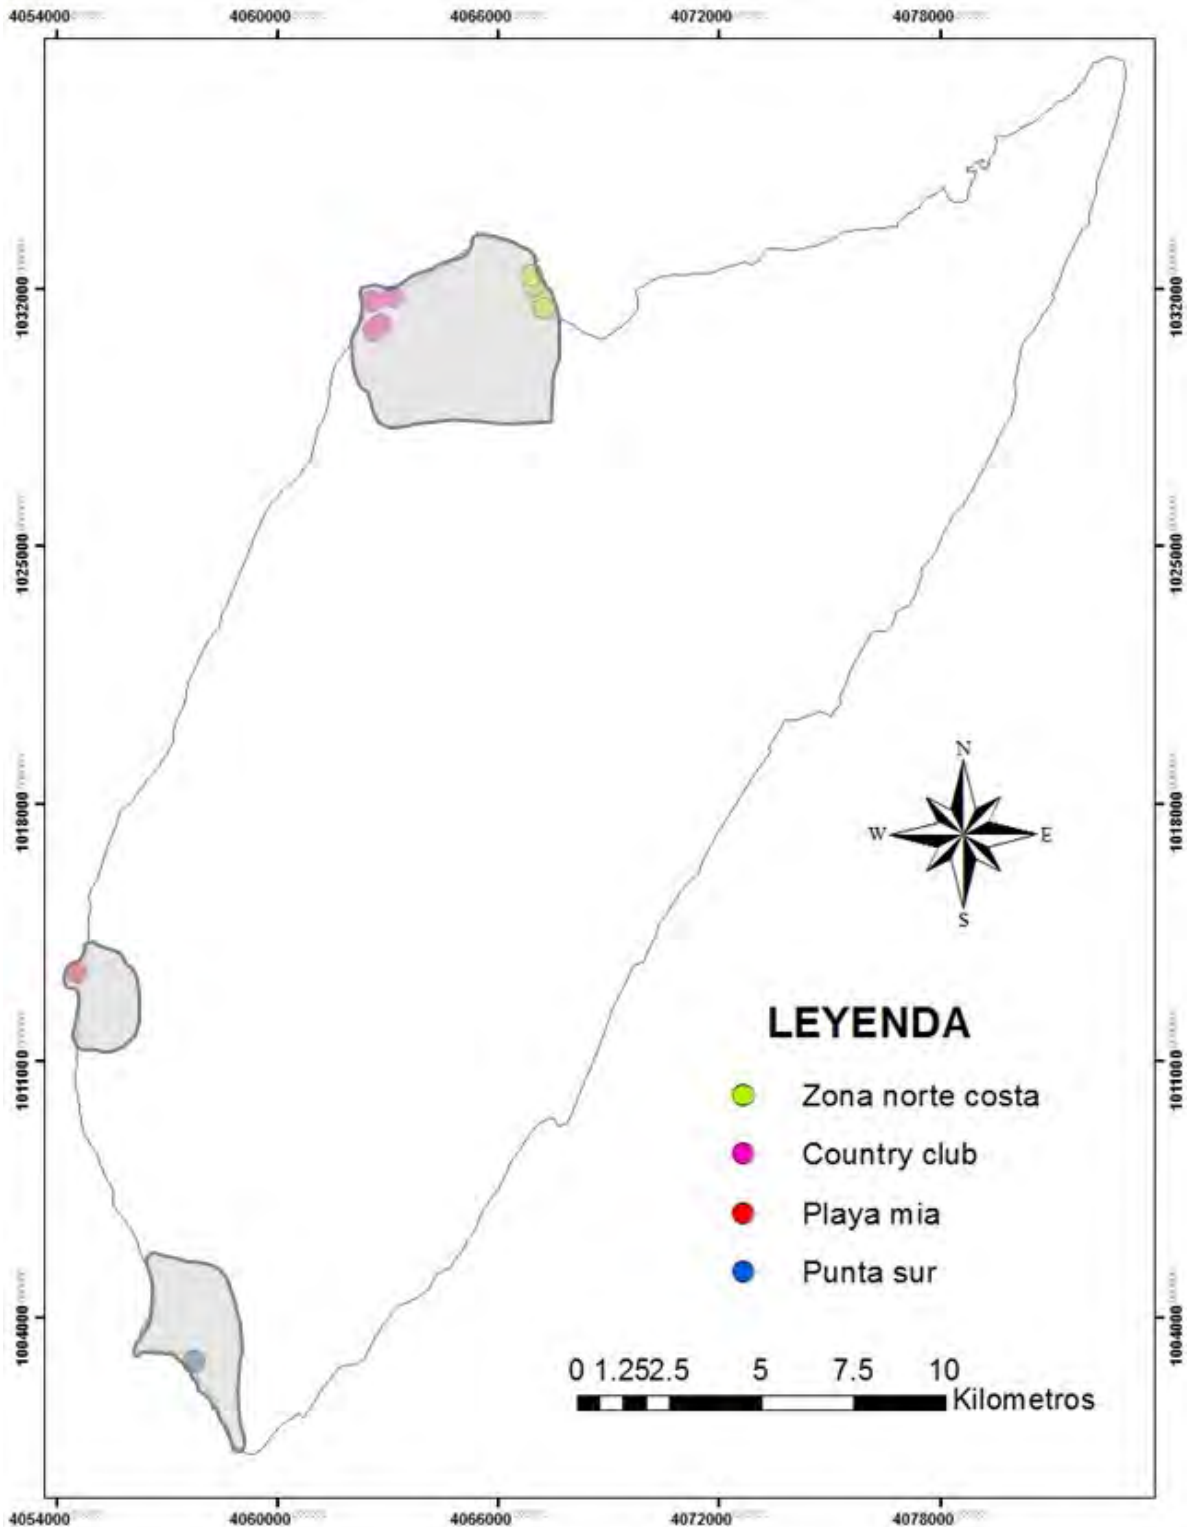 4054000 4060000 4066000 4072000 4078000
1032000 1032000
1025000 1025000
N
W E
S
1018000 1018000
LEYENDA
1011000 1011000
Zona norte costa
Country club
Playa mia
Punta sur
1004000 1004000
0 1.252.5 5 7.5 10
Kilometros
4054000 4060000 4066000 4072000 4078000